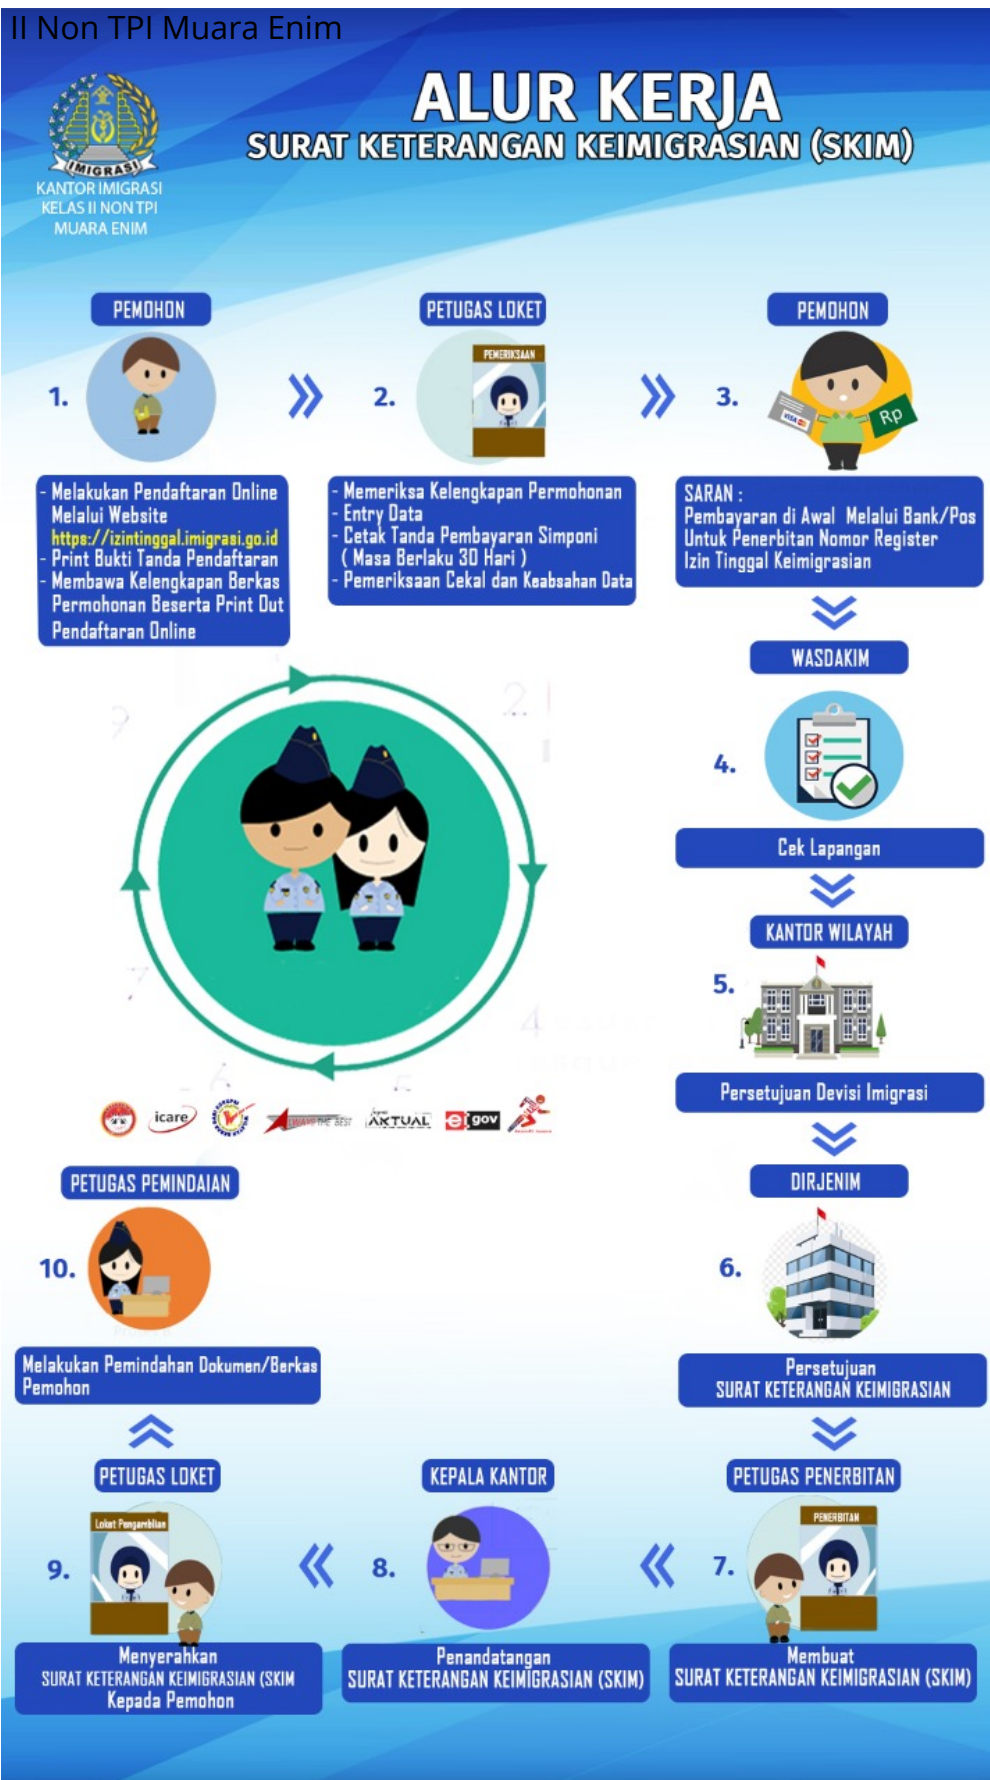 II Non TPI Muara Enim
ALUR KERJA
SURAT KETERANGAN KEIMIGRASIAN (SKIM)
IMIGRASI
KANTOR IMIGRASI
KELAS II NON TPI
MUARA ENIM
PEMOHON
1.
- Melakukan Pendaftaran Online
Melalui Website
https://izintinggal.imigrasi.go.id
- Print Bukti Tanda Pendaftaran
- Membawa Kelengkapan Berkas
Permohonan Beserta Print Out
Pendaftaran Online
PETUGAS LOKET
PEMERIKSAAN
2.
- Memeriksa Kelengkapan Permohonan
- Entry Data
- Cetak Tanda Pembayaran Simponi
( Masa Berlaku 30 Hari )
- Pemeriksaan Cekal dan Keabsahan Data
PEMOHON
3.
VISA
Rp
SARAN :
Pembayaran di Awal Melalui Bank/Pos
Untuk Penerbitan Nomor Register
Izin Tinggal Keimigrasian
WASDAKIM
4.
Cek Lapangan
KANTOR WILAYAH
5.
Persetujuan Devisi Imigrasi
DIRJENIM
6.
Persetujuan
SURAT KETERANGAN KEIMIGRASIAN
PETUGAS PENERBITAN
PENERBITAN
7.
Membuat
SURAT KETERANGAN KEIMIGRASIAN (SKIM)
KEPALA KANTOR
8.
Penandatangan
SURAT KETERANGAN KEIMIGRASIAN (SKIM)
PETUGAS LOKET
Loket Pengamblian
9.
Menyerahkan
SURAT KETERANGAN KEIMIGRASIAN (SKIM
Kepada Pemohon
PETUGAS PEMINDAIAN
10.
Melakukan Pemindahan Dokumen/Berkas
Pemohon
icare
ALWAYS THE BEST
AKTUAL
gov